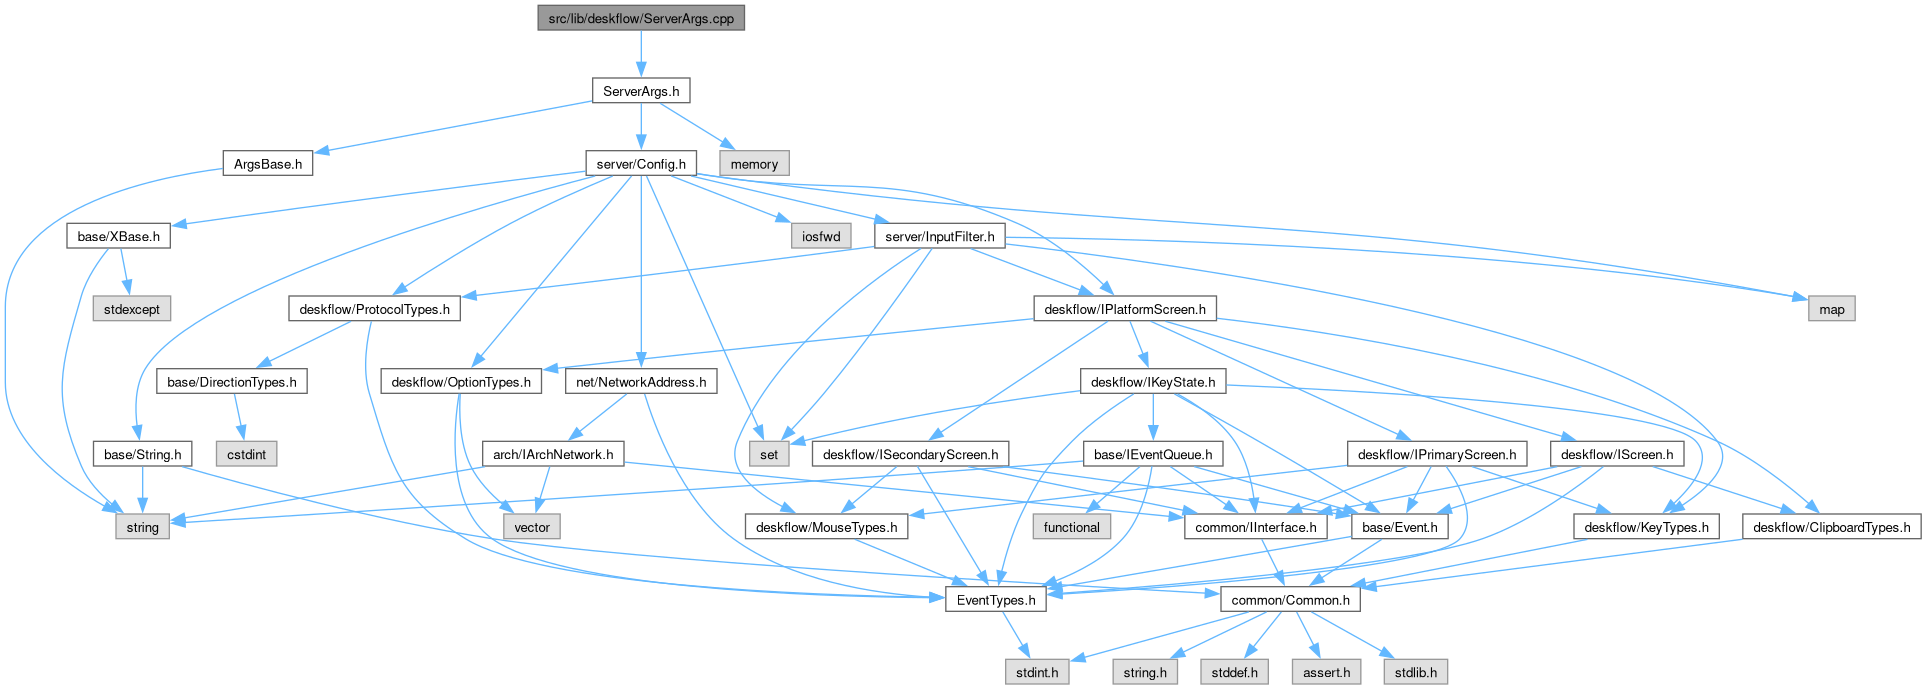 src/lib/deskflow/ServerArgs.cpp
ServerArgs.h
ArgsBase.h
server/Config.h
memory
base/XBase.h
iosfwd
server/InputFilter.h
stdexcept
deskflow/ProtocolTypes.h
deskflow/IPlatformScreen.h
map
base/DirectionTypes.h
deskflow/OptionTypes.h
net/NetworkAddress.h
deskflow/IKeyState.h
base/String.h
cstdint
arch/IArchNetwork.h
set
deskflow/ISecondaryScreen.h
base/IEventQueue.h
deskflow/IPrimaryScreen.h
deskflow/IScreen.h
string
vector
deskflow/MouseTypes.h
functional
common/IInterface.h
base/Event.h
deskflow/KeyTypes.h
deskflow/ClipboardTypes.h
EventTypes.h
common/Common.h
stdint.h
string.h
stddef.h
assert.h
stdlib.h